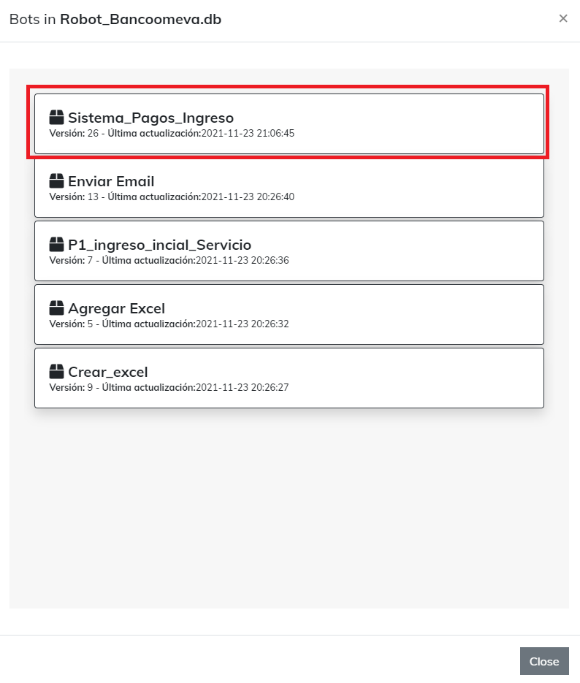 Bots in Robot_Bancoomeva.db
×
Sistema_Pagos_Ingreso
Versión: 26 - Última actualización:2021-11-23 21:06:45
Enviar Email
Versión: 13 - Última actualización:2021-11-23 20:26:40
P1_ingreso_incial_Servicio
Versión: 7 - Última actualización:2021-11-23 20:26:36
Agregar Excel
Versión: 5 - Última actualización:2021-11-23 20:26:32
Crear_excel
Versión: 9 - Última actualización:2021-11-23 20:26:27
Close